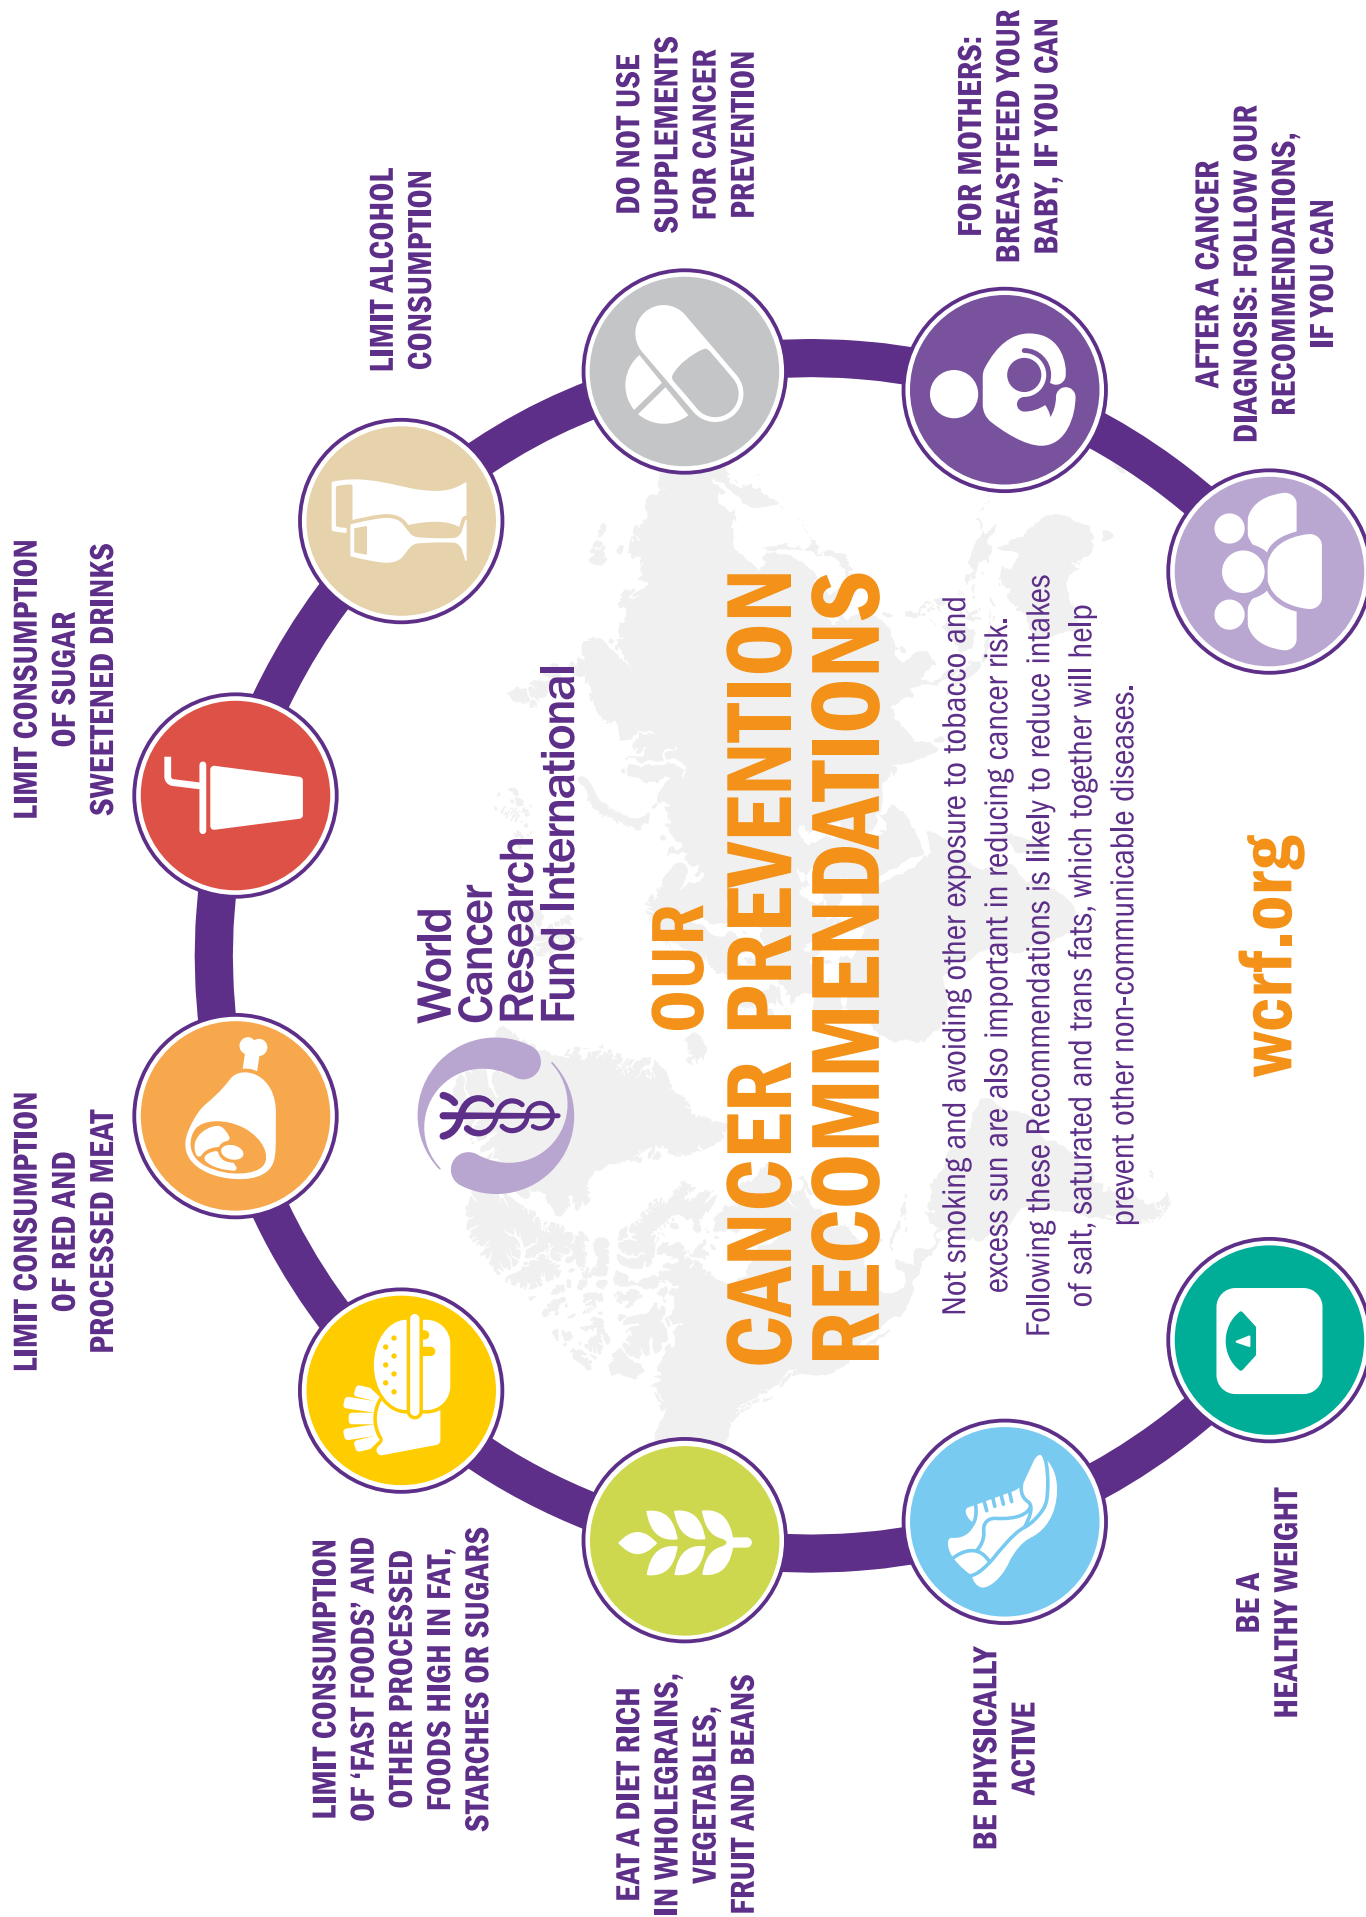 World
Cancer
Research
Fund International
OUR
CANCER PREVENTION
RECOMMENDATIONS
Not smoking and avoiding other exposure to tobacco and
excess sun are also important in reducing cancer risk.
Following these Recommendations is likely to reduce intakes
of salt, saturated and trans fats, which together will help
prevent other non-communicable diseases.
wcrf.org
BE A
HEALTHY WEIGHT
BE PHYSICALLY
ACTIVE
EAT A DIET RICH
IN WHOLEGRAINS,
VEGETABLES,
FRUIT AND BEANS
LIMIT CONSUMPTION
OF ‘FAST FOODS’ AND
OTHER PROCESSED
FOODS HIGH IN FAT,
STARCHES OR SUGARS
LIMIT CONSUMPTION
OF RED AND
PROCESSED MEAT
LIMIT CONSUMPTION
OF SUGAR
SWEETENED DRINKS
LIMIT ALCOHOL
CONSUMPTION
DO NOT USE
SUPPLEMENTS
FOR CANCER
PREVENTION
FOR MOTHERS:
BREASTFEED YOUR
BABY, IF YOU CAN
AFTER A CANCER
DIAGNOSIS: FOLLOW OUR
RECOMMENDATIONS,
IF YOU CAN